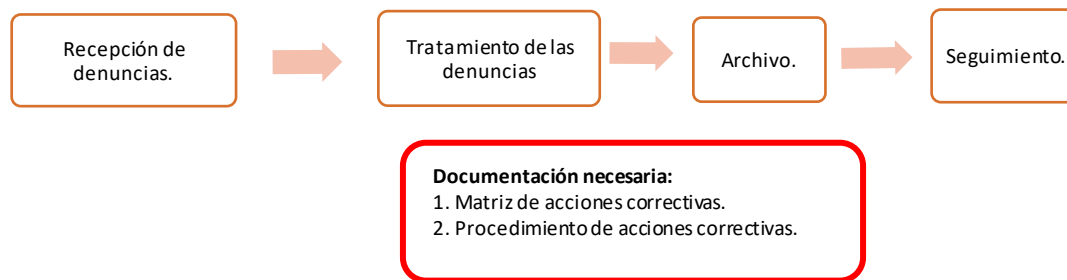 Recepción de
denuncias.
Tratamiento de las
denuncias
Archivo.
Seguimiento.
Documentación necesaria:
1. Matriz de acciones correctivas.
2. Procedimiento de acciones correctivas.